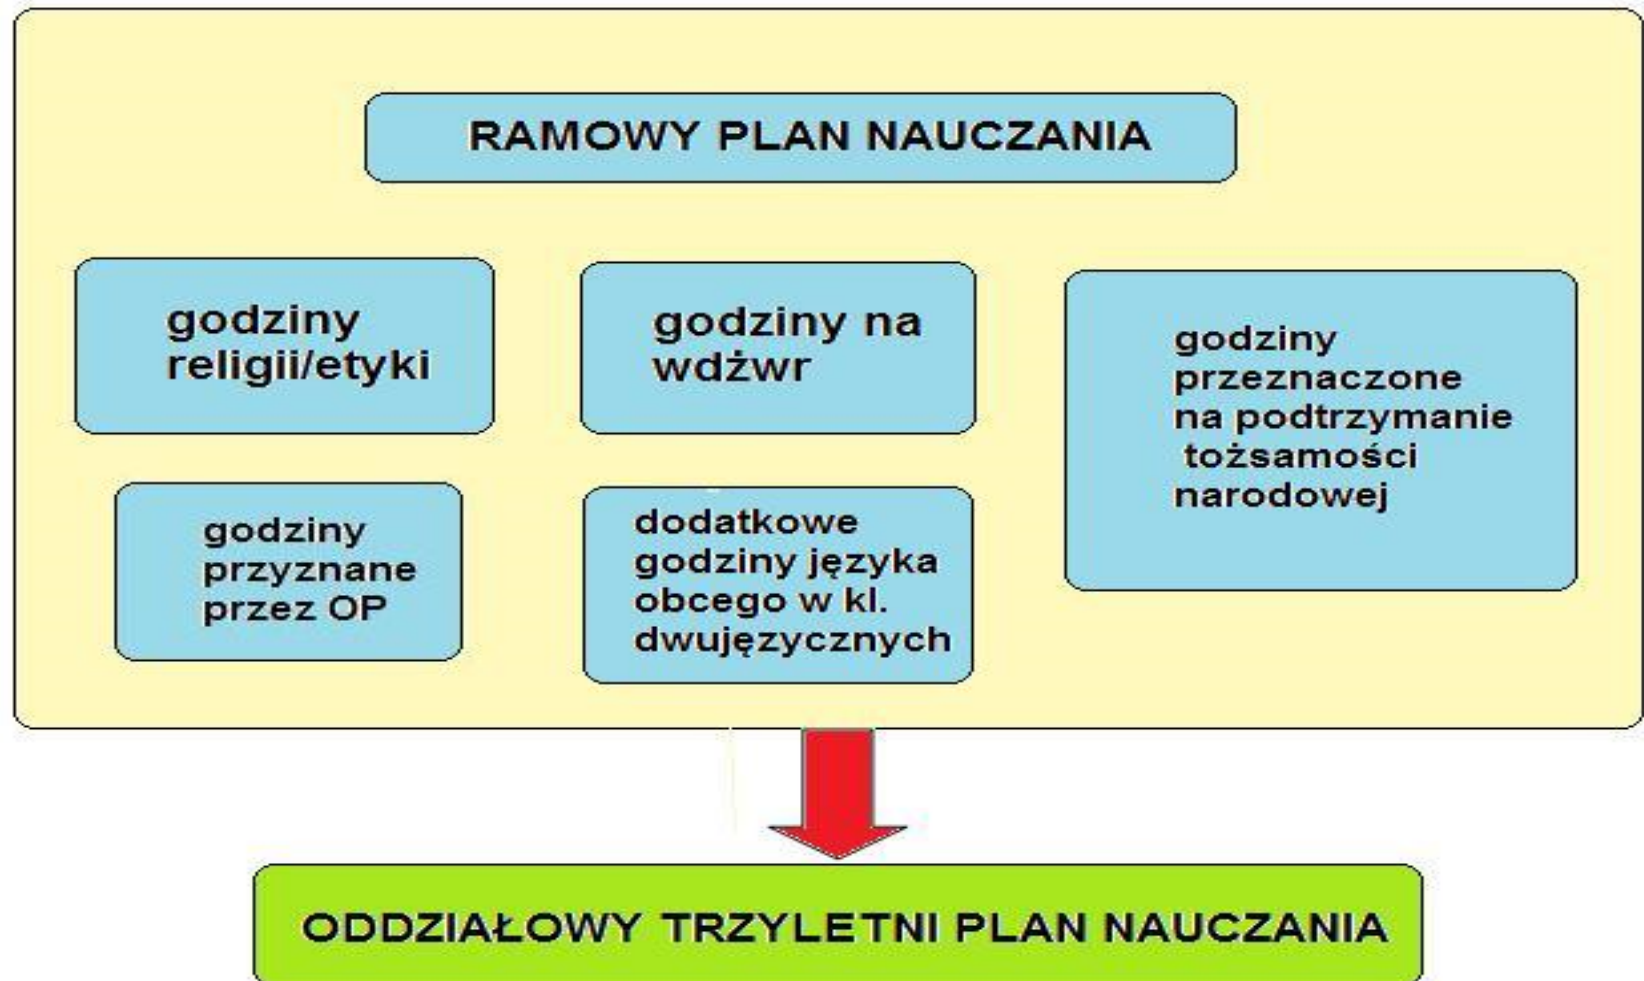 RAMOWY PLAN NAUCZANIA
godziny
religii/etyki
godziny na
wdżwr
godziny
przeznaczone
na podtrzymanie
tożsamości
narodowej
godziny
przyznane
przez OP
dodatkowe
godziny języka
obcego w kl.
dwujęzycznych
ODDZIAŁOWY TRZYLETNI PLAN NAUCZANIA